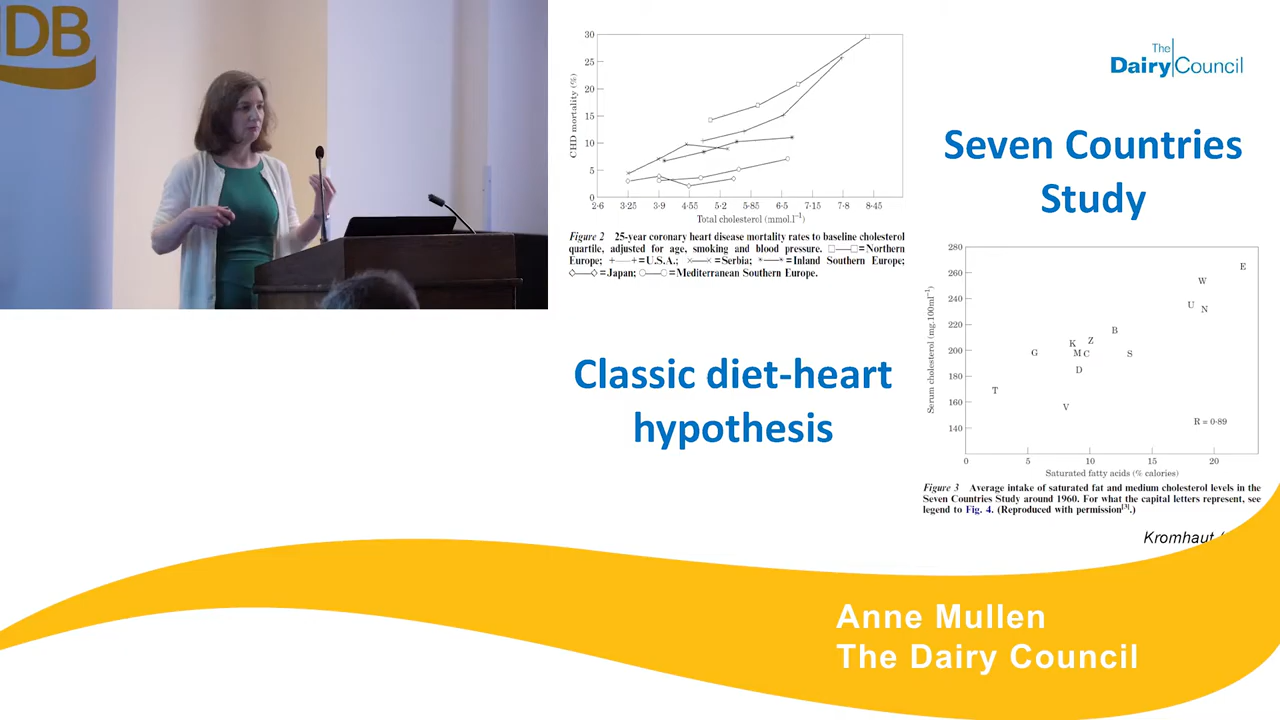 DB
30
25
20
15
10
5
0
CHD mortality (%)
2·6 3·25 3·9 4·55 5·2 5·85 6·5 7·15 7·8 8·45
Total cholesterol (mmol.l⁻¹)
Figure 2 25-year coronary heart disease mortality rates to baseline cholesterol
quartile, adjusted for age, smoking and blood pressure. □—□=Northern
Europe; +—+=U.S.A.; ×—×=Serbia; *—*=Inland Southern Europe;
◇—◇=Japan; ○—○=Mediterranean Southern Europe.
The
Dairy Council
Seven Countries
Study
Classic diet-heart
hypothesis
280
260
240
220
200
180
160
140
Serum cholesterol (mg.100ml⁻¹)
E
W
U
N
B
K
Z
G
M C
S
D
T
V
R = 0·89
0 5 10 15 20
Saturated fatty acids (% calories)
Figure 3 Average intake of saturated fat and medium cholesterol levels in the
Seven Countries Study around 1960. For what the capital letters represent, see
legend to Fig. 4. (Reproduced with permission[3].)
Kromhaut
Anne Mullen
The Dairy Council